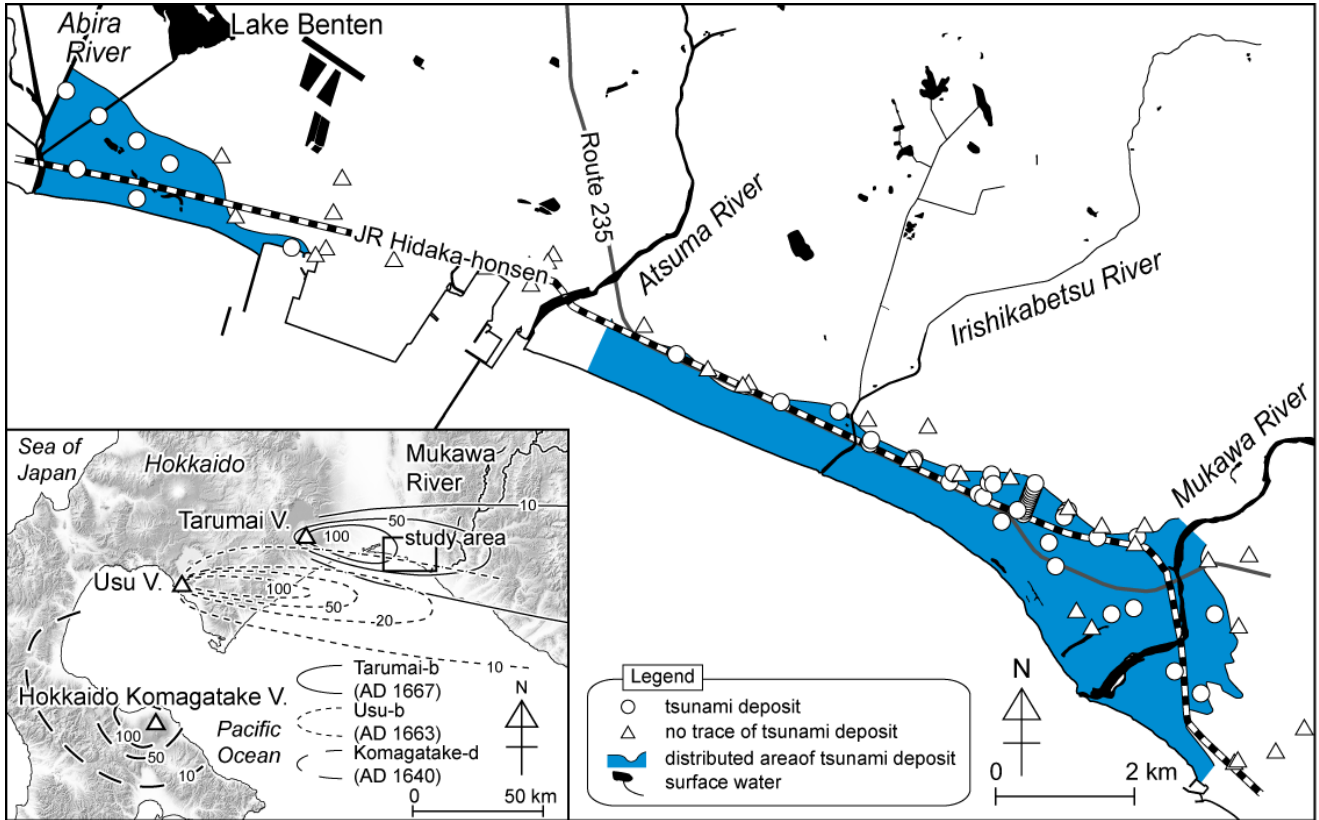 Abira
River
Lake Benten
Route 235
JR Hidaka-honsen
Atsuma River
Irishikabetsu River
Mukawa River
Sea of
Japan
Hokkaido
Mukawa
River
Tarumai V.
10
50
100
study area
Usu V.
100
50
20
10
Hokkaido Komagatake V.
100
50
10
Pacific
Ocean
Tarumai-b
(AD 1667)
Usu-b
(AD 1663)
Komagatake-d
(AD 1640)
N
0 50 km
Legend
tsunami deposit
no trace of tsunami deposit
distributed areaof tsunami deposit
surface water
N
0 2 km